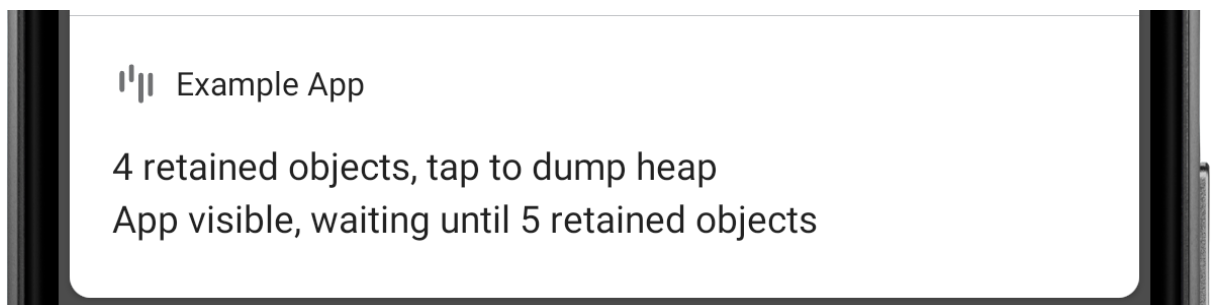 Example App
4 retained objects, tap to dump heap
App visible, waiting until 5 retained objects